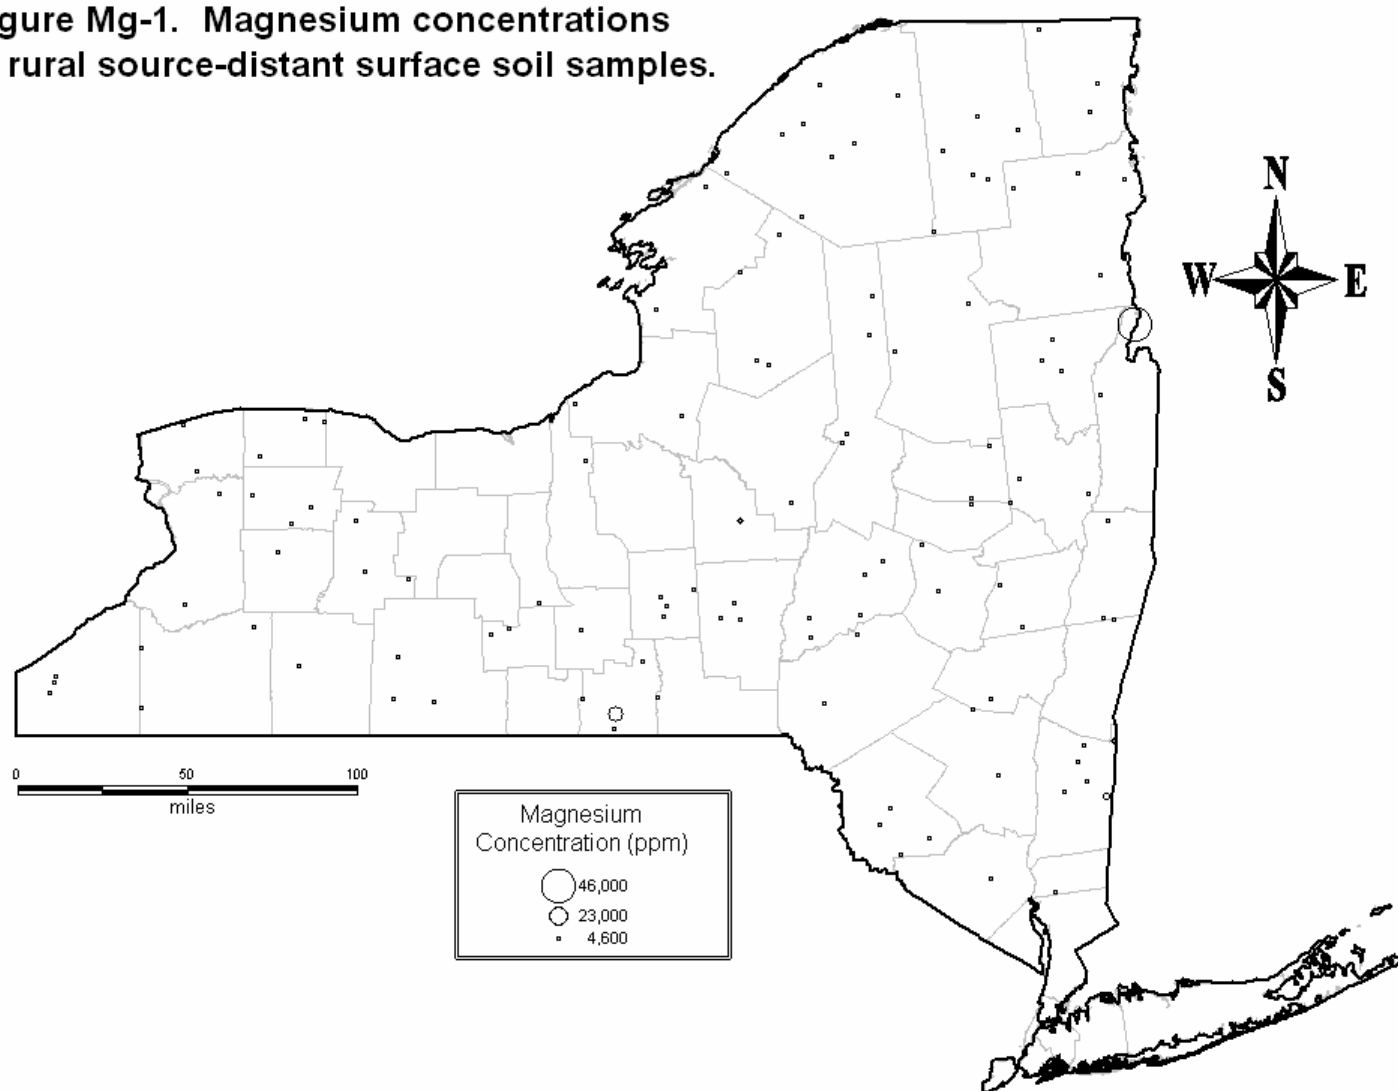 gure Mg-1. Magnesium concentrations
rural source-distant surface soil samples.
N
W
E
S
0 50 100
miles
Magnesium
Concentration (ppm)
46,000
23,000
4,600